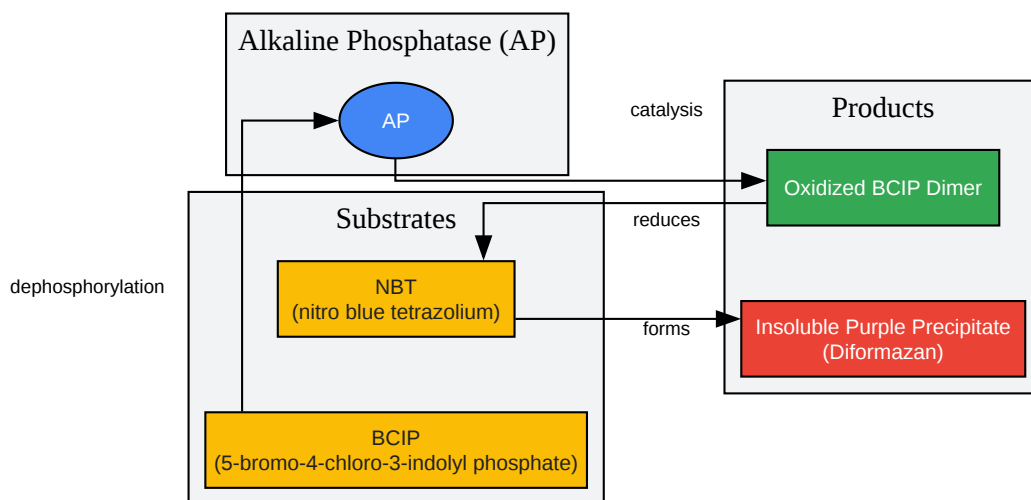 Alkaline Phosphatase (AP)
AP
catalysis
Products
Oxidized BCIP Dimer
reduces
Substrates
NBT
(nitro blue tetrazolium)
dephosphorylation
forms
Insoluble Purple Precipitate
(Diformazan)
BCIP
(5-bromo-4-chloro-3-indolyl phosphate)